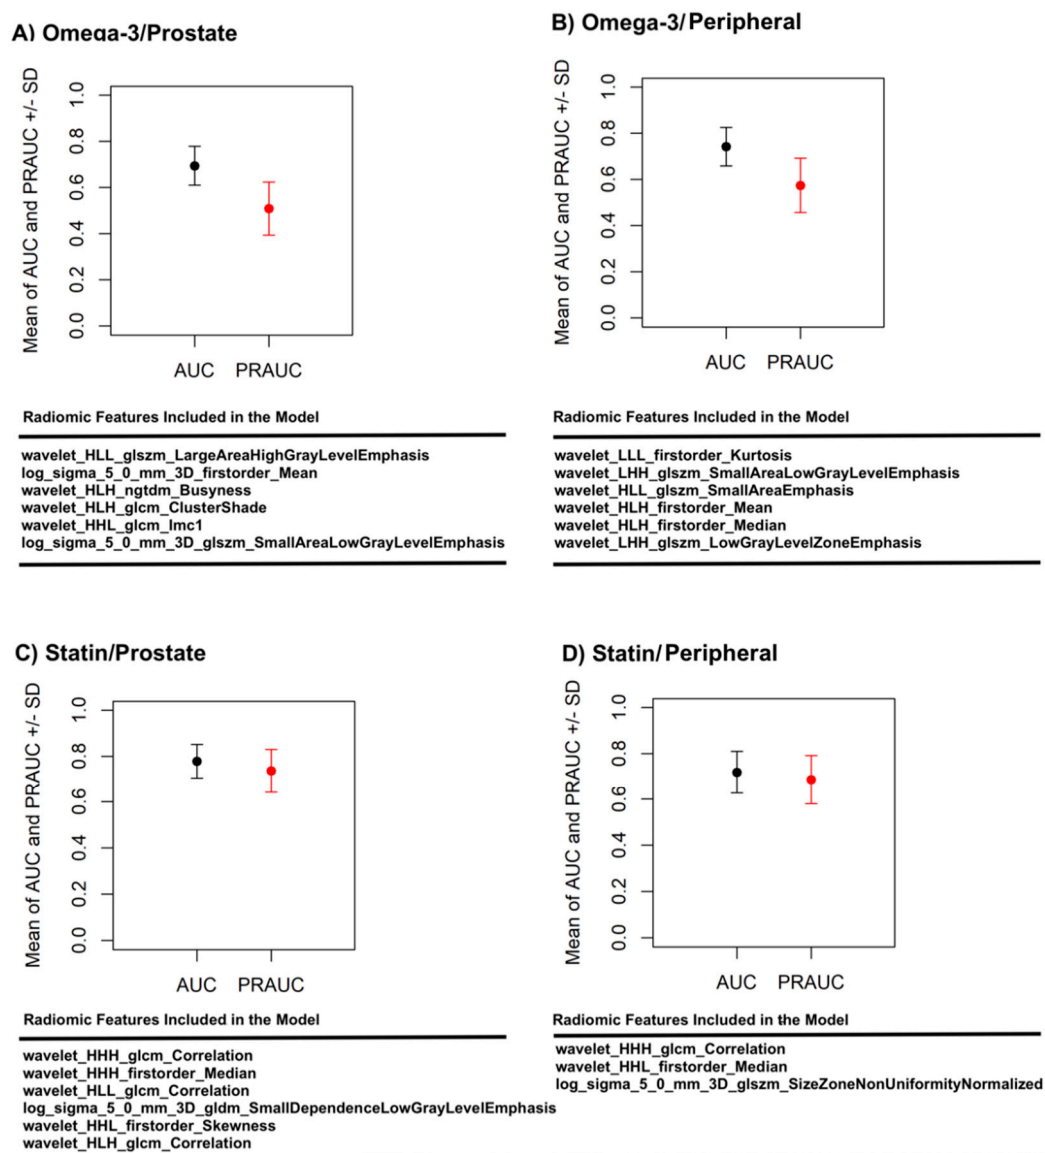 A) Omega-3/Prostate
Mean of AUC and PRAUC +/- SD
1.0
0.8
0.6
0.4
0.2
0.0
AUC PRAUC
Radiomic Features Included in the Model
wavelet_HLL_glszm_LargeAreaHighGrayLevelEmphasis
log_sigma_5_0_mm_3D_firstorder_Mean
wavelet_HLH_ngtdm_Busyness
wavelet_HLH_glcm_ClusterShade
wavelet_HHL_glcm_Imc1
log_sigma_5_0_mm_3D_glszm_SmallAreaLowGrayLevelEmphasis
B) Omega-3/Peripheral
Mean of AUC and PRAUC +/- SD
1.0
0.8
0.6
0.4
0.2
0.0
AUC PRAUC
Radiomic Features Included in the Model
wavelet_LLL_firstorder_Kurtosis
wavelet_LHH_glszm_SmallAreaLowGrayLevelEmphasis
wavelet_HLL_glszm_SmallAreaEmphasis
wavelet_HLH_firstorder_Mean
wavelet_HLH_firstorder_Median
wavelet_LHH_glszm_LowGrayLevelZoneEmphasis
C) Statin/Prostate
Mean of AUC and PRAUC +/- SD
1.0
0.8
0.6
0.4
0.2
0.0
AUC PRAUC
Radiomic Features Included in the Model
wavelet_HHH_glcm_Correlation
wavelet_HHH_firstorder_Median
wavelet_HLL_glcm_Correlation
log_sigma_5_0_mm_3D_gldm_SmallDependenceLowGrayLevelEmphasis
wavelet_HHL_firstorder_Skewness
wavelet_HLH_glcm_Correlation
D) Statin/Peripheral
Mean of AUC and PRAUC +/- SD
1.0
0.8
0.6
0.4
0.2
0.0
AUC PRAUC
Radiomic Features Included in the Model
wavelet_HHH_glcm_Correlation
wavelet_HHL_firstorder_Median
log_sigma_5_0_mm_3D_glszm_SizeZoneNonUniformityNormalized